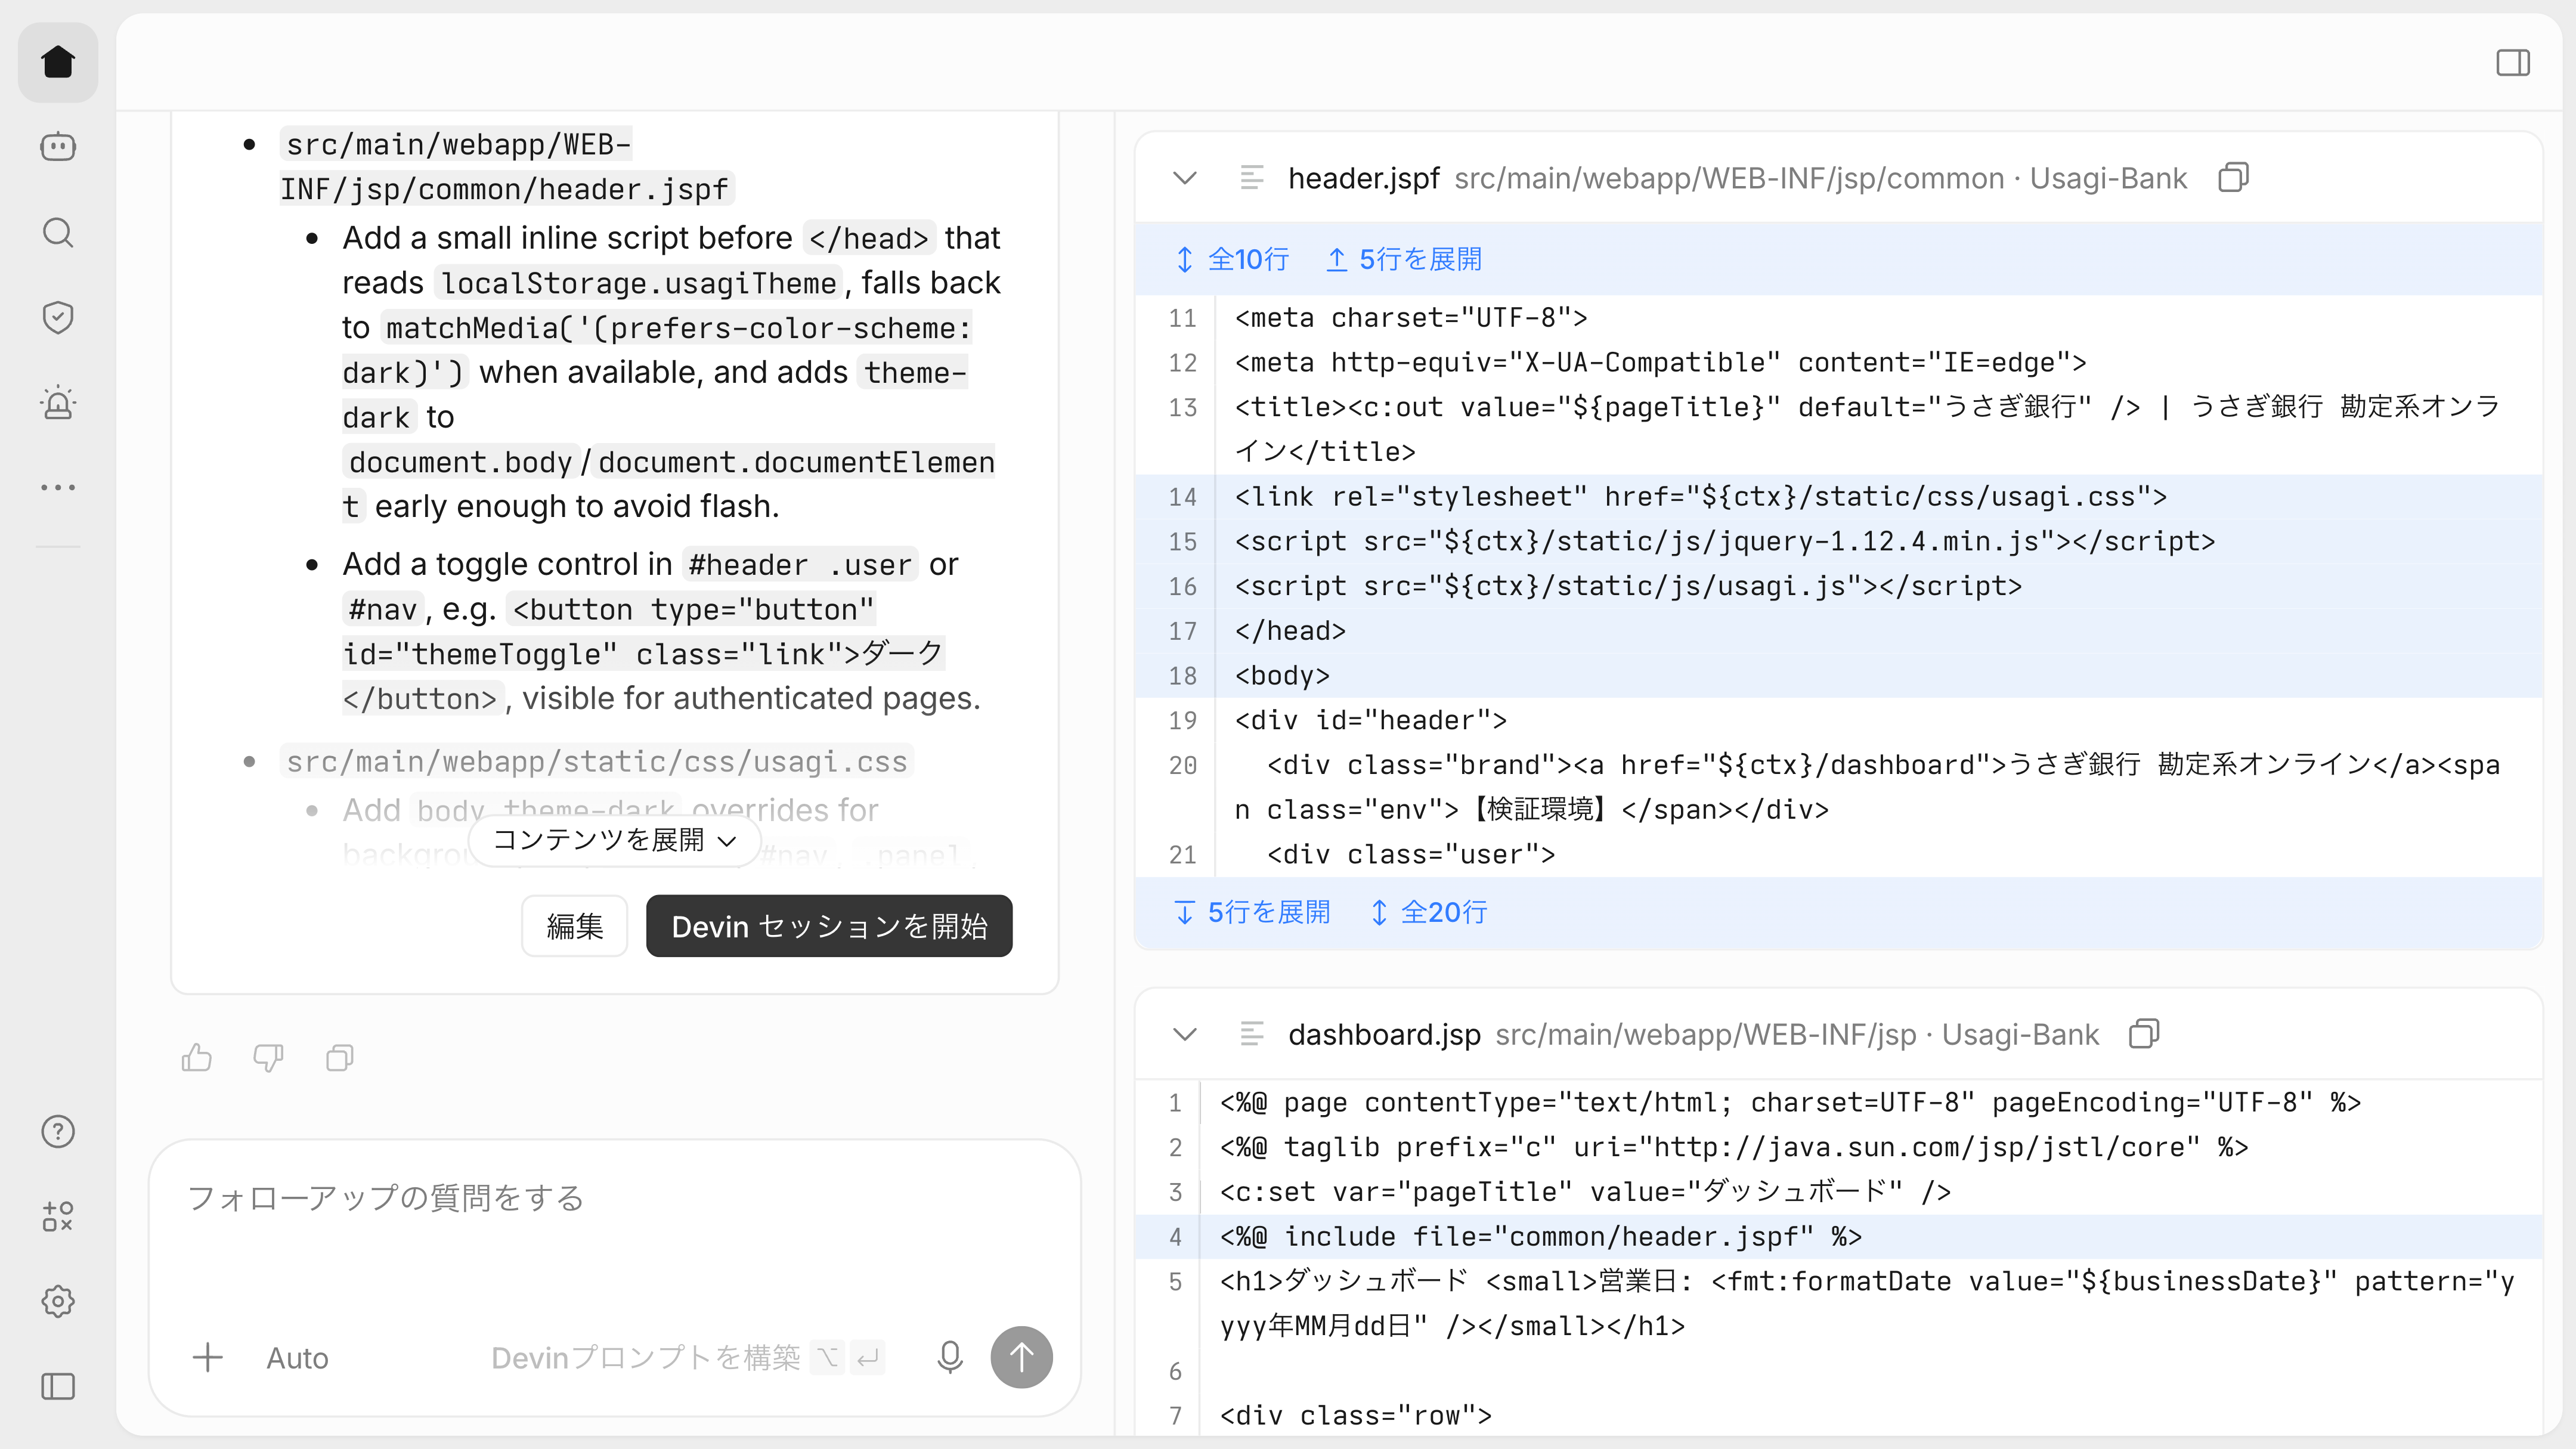 src/main/webapp/WEB-
INF/jsp/common/header.jspf
Add a small inline script before </head> that
reads localStorage.usagiTheme, falls back
to matchMedia('(prefers-color-scheme:
dark)') when available, and adds theme-
dark to
document.body/document.documentElemen
t early enough to avoid flash.
Add a toggle control in #header .user or
#nav, e.g. <button type="button"
id="themeToggle" class="link">ダーク
</button>, visible for authenticated pages.
src/main/webapp/static/css/usagi.css
Add body.theme-dark overrides for
#nav, .panel,
コンテンツを展開
編集
Devin セッションを開始
フォローアップの質問をする
Auto
Devinプロンプトを構築 ⌥ ↵
header.jspf src/main/webapp/WEB-INF/jsp/common · Usagi-Bank
全10行 5行を展開
11 <meta charset="UTF-8">
12 <meta http-equiv="X-UA-Compatible" content="IE=edge">
13 <title><c:out value="${pageTitle}" default="うさぎ銀行" /> | うさぎ銀行 勘定系オンラ
イン</title>
14 <link rel="stylesheet" href="${ctx}/static/css/usagi.css">
15 <script src="${ctx}/static/js/jquery-1.12.4.min.js"></script>
16 <script src="${ctx}/static/js/usagi.js"></script>
17 </head>
18 <body>
19 <div id="header">
20 <div class="brand"><a href="${ctx}/dashboard">うさぎ銀行 勘定系オンライン</a><spa
n class="env">【検証環境】</span></div>
21 <div class="user">
5行を展開 全20行
dashboard.jsp src/main/webapp/WEB-INF/jsp · Usagi-Bank
1 <%@ page contentType="text/html; charset=UTF-8" pageEncoding="UTF-8" %>
2 <%@ taglib prefix="c" uri="http://java.sun.com/jsp/jstl/core" %>
3 <c:set var="pageTitle" value="ダッシュボード" />
4 <%@ include file="common/header.jspf" %>
5 <h1>ダッシュボード <small>営業日: <fmt:formatDate value="${businessDate}" pattern="y
yyy年MM月dd日" /></small></h1>
6
7 <div class="row">